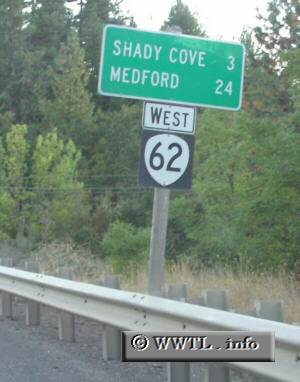 SHADY COVE 3
MEDFORD 24
WEST
62
© WWTL . info